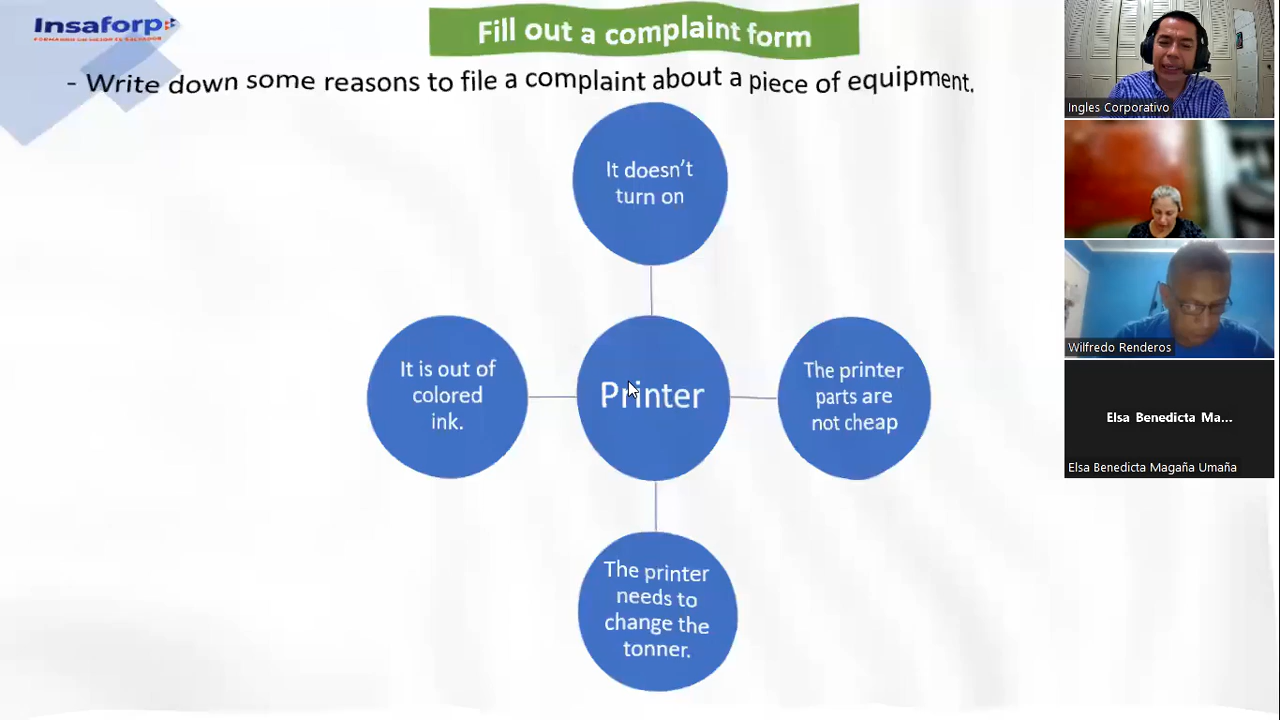 Insaforp
Fill out a complaint form
- Write down some reasons to file a complaint about a piece of equipment.
It doesn't
turn on
It is out of
colored
ink.
Printer
The printer
parts are
not cheap
The printer
needs to
change the
tonner.
Ingles Corporativo
Wilfredo Renderos
Elsa Benedicta Ma...
Elsa Benedicta Magaña Umaña